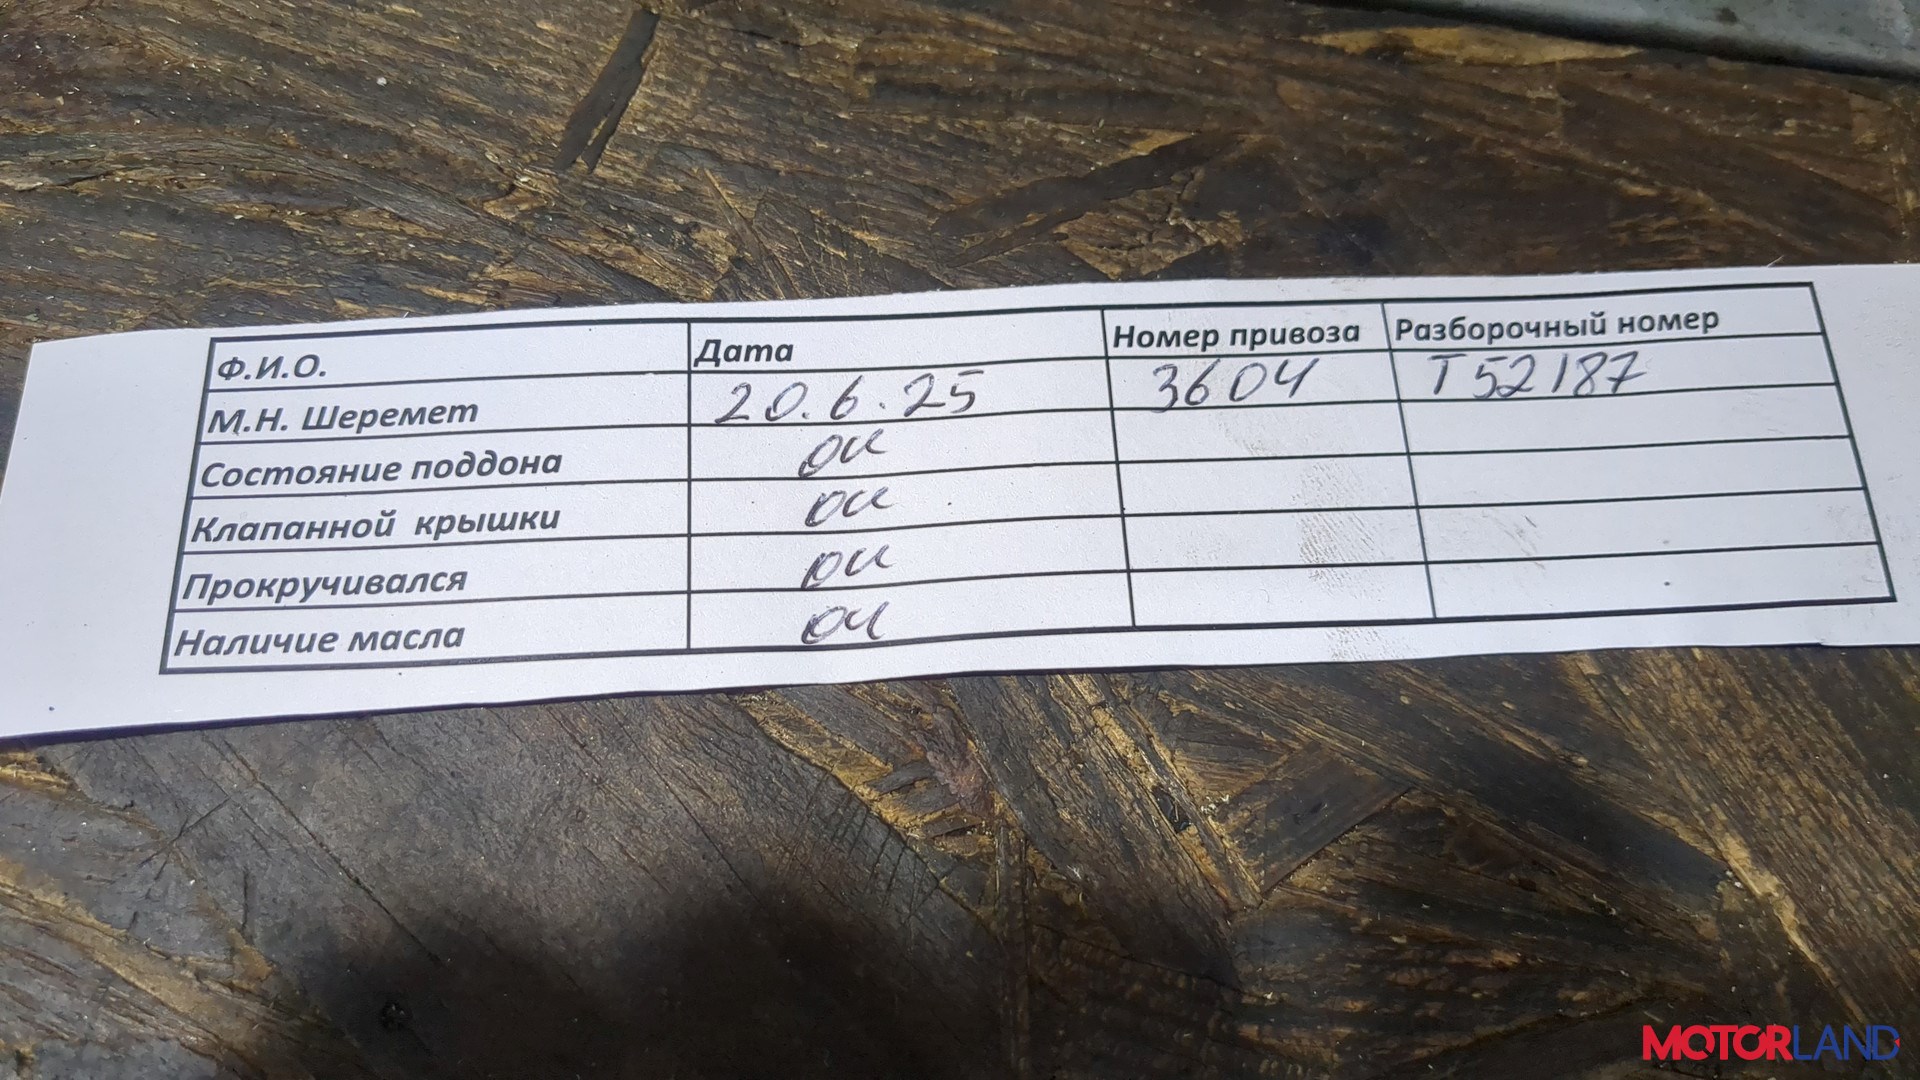 Ф.И.О. Дата Номер привоза Разборочный номер
М.Н. Шеремет 20.6.25 3604 Т52187
Состояние поддона ок
Клапанной крышки ок
Прокручивался ок
Наличие масла ок
MOTORLAND